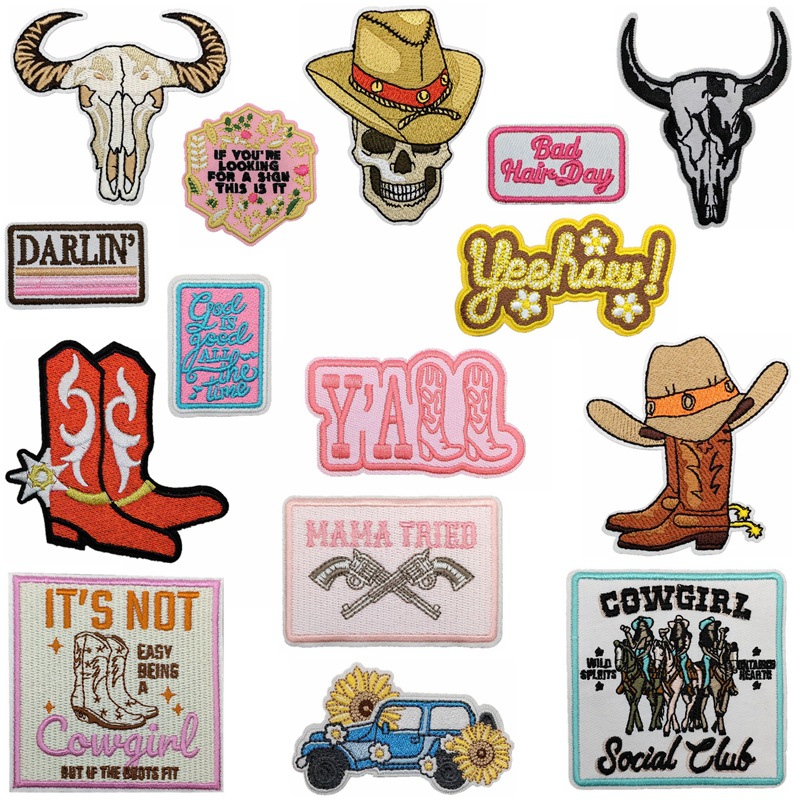 IF YOU'RE
LOOKING
FOR A SIGN
THIS IS IT
Bad
Hair Day
DARLIN'
Yeehaw!
God
IS
good
ALL
the
time
Y'ALL
MAMA TRIED
IT'S NOT
EASY
BEING
A
Cowgirl
BUT IF THE BOOTS FIT
COWGIRL
WILD
SPIRITS
UNTAMED
HEARTS
Social Club